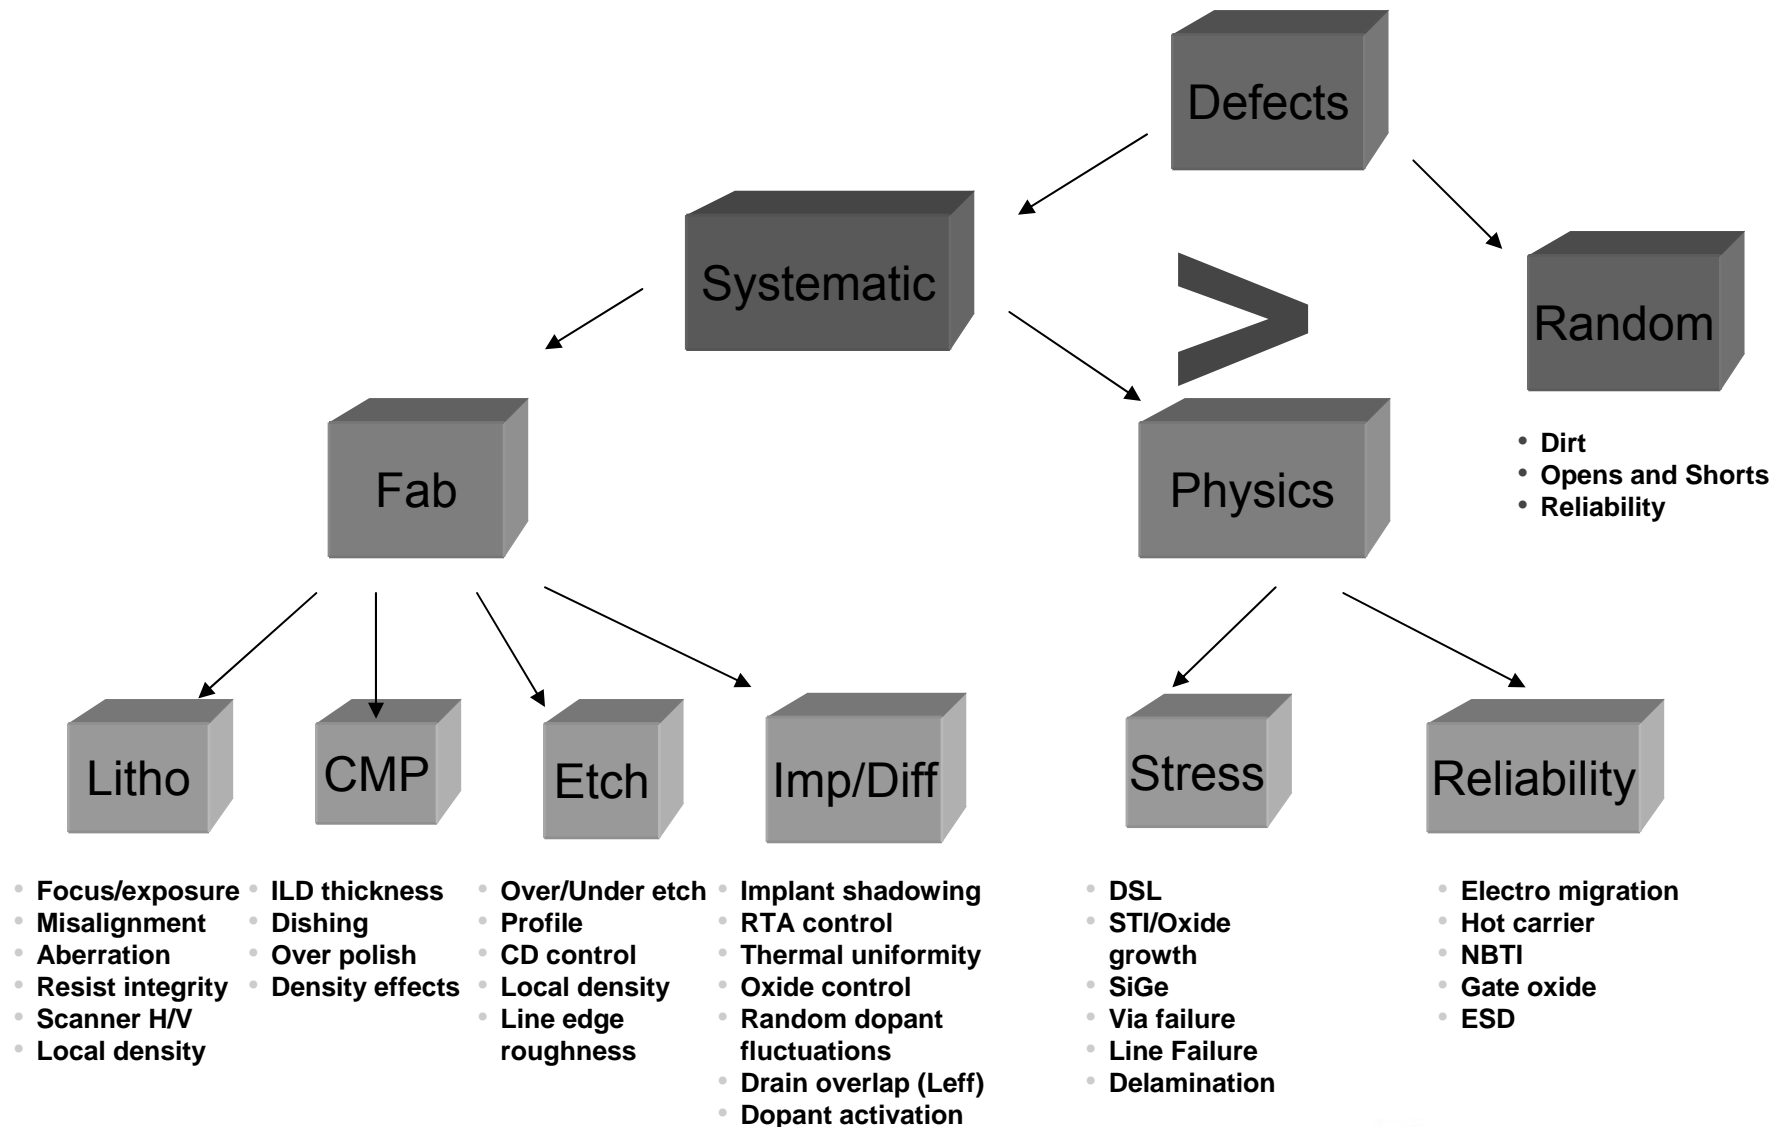 Defects
Systematic
>
Random
• Dirt
• Opens and Shorts
• Reliability
Fab
Physics
Litho
CMP
Etch
Imp/Diff
Stress
Reliability
• Focus/exposure
• Misalignment
• Aberration
• Resist integrity
• Scanner H/V
• Local density
• ILD thickness
• Dishing
• Over polish
• Density effects
• Over/Under etch
• Profile
• CD control
• Local density
• Line edge
roughness
• Implant shadowing
• RTA control
• Thermal uniformity
• Oxide control
• Random dopant
fluctuations
• Drain overlap (Leff)
• Dopant activation
• DSL
• STI/Oxide
growth
• SiGe
• Via failure
• Line Failure
• Delamination
• Electro migration
• Hot carrier
• NBTI
• Gate oxide
• ESD